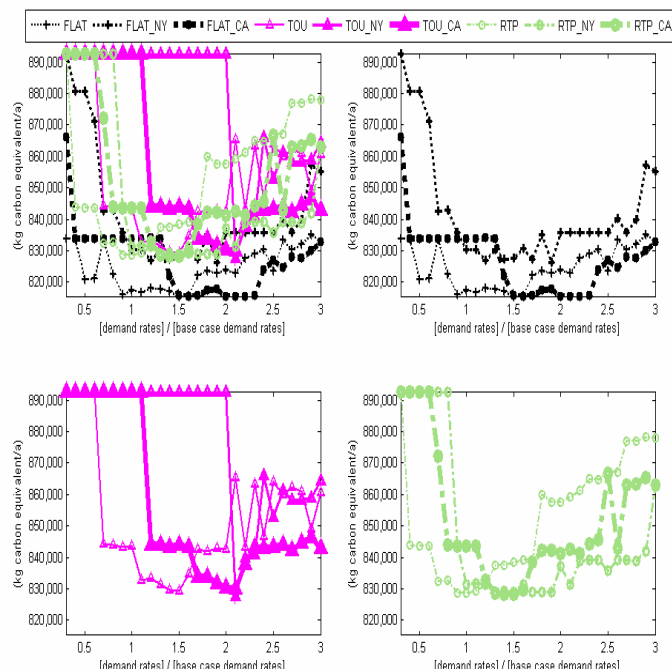 FLAT FLAT_NY FLAT_CA TOU TOU_NY TOU_CA RTP RTP_NY RTP_CA
(kg carbon equivalent/a)
890,000
880,000
870,000
860,000
850,000
840,000
830,000
820,000
0.5 1 1.5 2 2.5 3
[demand rates] / [base case demand rates]
(kg carbon equivalent/a)
890,000
880,000
870,000
860,000
850,000
840,000
830,000
820,000
0.5 1 1.5 2 2.5 3
[demand rates] / [base case demand rates]
(kg carbon equivalent/a)
890,000
880,000
870,000
860,000
850,000
840,000
830,000
820,000
0.5 1 1.5 2 2.5 3
[demand rates] / [base case demand rates]
(kg carbon equivalent/a)
890,000
880,000
870,000
860,000
850,000
840,000
830,000
820,000
0.5 1 1.5 2 2.5 3
[demand rates] / [base case demand rates]